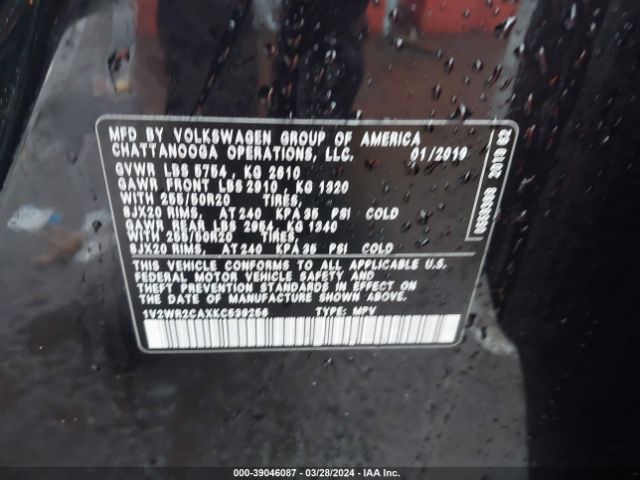 MFD BY VOLKSWAGEN GROUP OF AMERICA
CHATTANOOGA OPERATIONS, LLC. 01/2019
GVWR LBS 5754 , KG 2610
GAWR FRONT LBS 2910 , KG 1320
WITH 255/50R20 TIRES,
8JX20 RIMS, AT 240 KPA 35 PSI COLD
GAWR REAR LBS 2954 , KG 1340
WITH 255/50R20 TIRES,
8JX20 RIMS, AT 240 KPA 35 PSI COLD
THIS VEHICLE CONFORMS TO ALL APPLICABLE U.S.
FEDERAL MOTOR VEHICLE SAFETY AND
THEFT PREVENTION STANDARDS IN EFFECT ON
THE DATE OF MANUFACTURE SHOWN ABOVE.
1V2WR2CAXKC539256 TYPE: MPV
2019
000-39046087 | 03/28/2024 | IAA Inc.